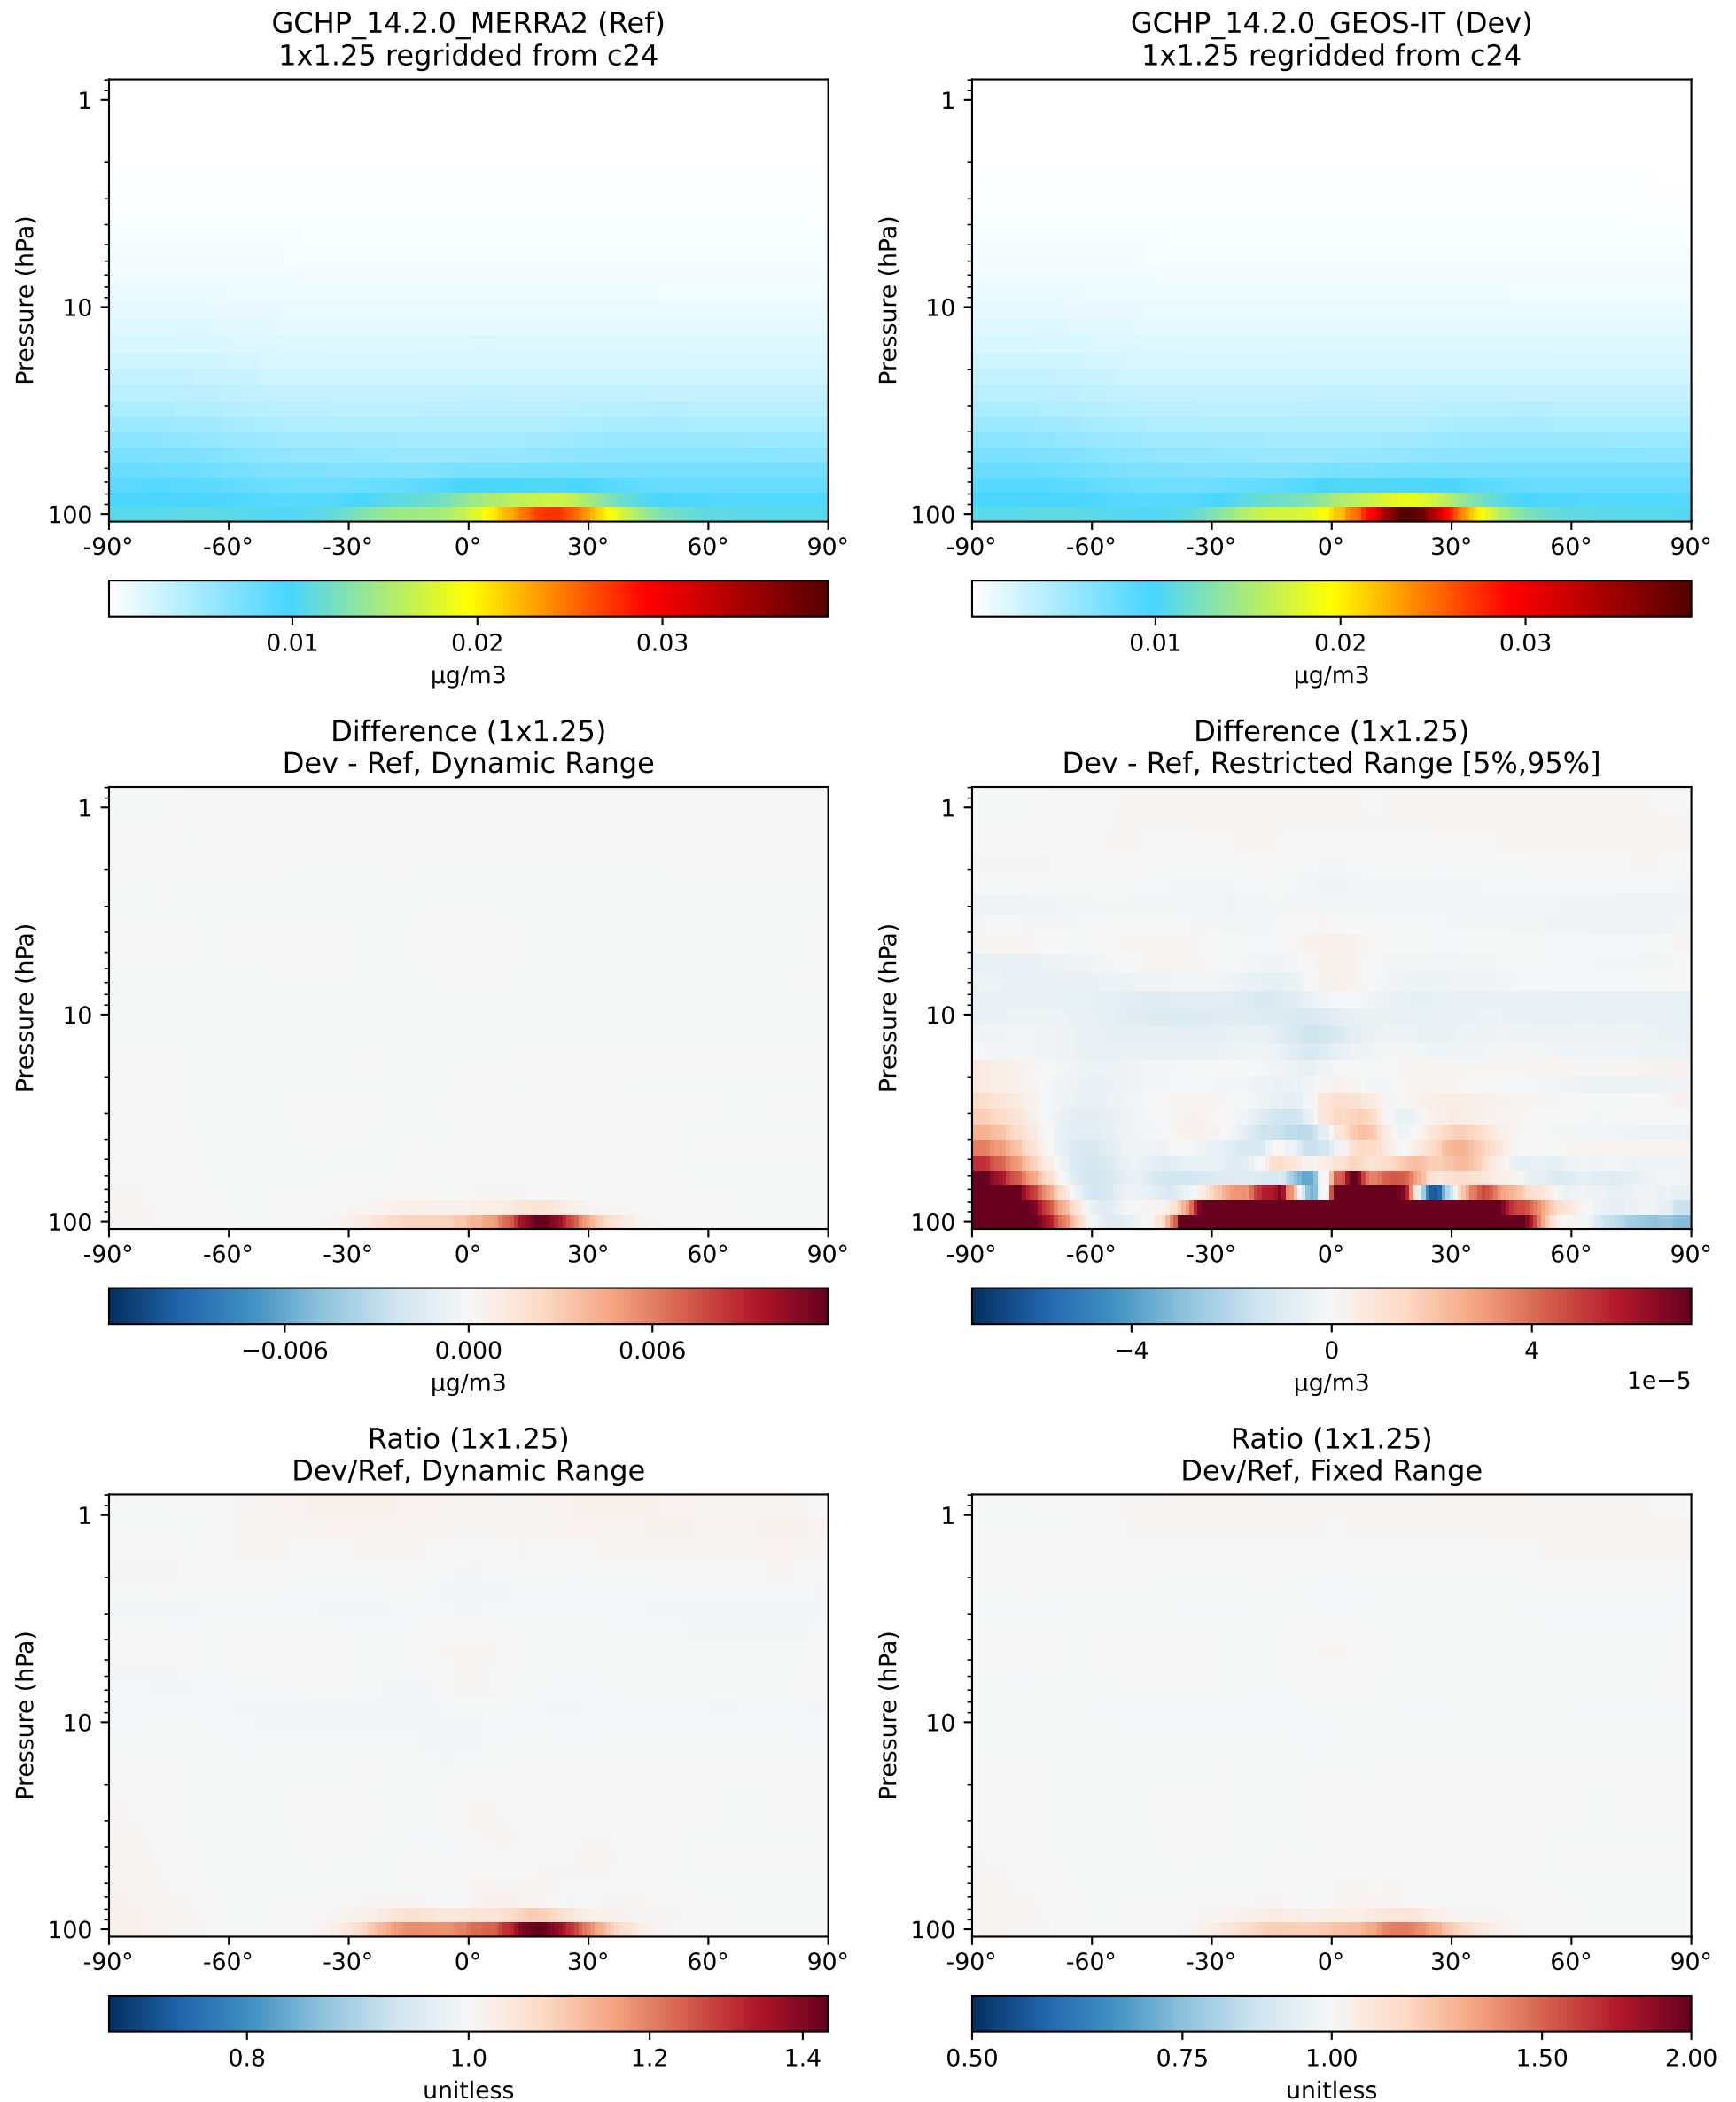 GCHP_14.2.0_MERRA2 (Ref)
1x1.25 regridded from c24
Pressure (hPa)
1
10
100
-90° -60° -30° 0° 30° 60° 90°
0.01 0.02 0.03
µg/m3
GCHP_14.2.0_GEOS-IT (Dev)
1x1.25 regridded from c24
Pressure (hPa)
1
10
100
-90° -60° -30° 0° 30° 60° 90°
0.01 0.02 0.03
µg/m3
Difference (1x1.25)
Dev - Ref, Dynamic Range
Pressure (hPa)
1
10
100
-90° -60° -30° 0° 30° 60° 90°
−0.006 0.000 0.006
µg/m3
Difference (1x1.25)
Dev - Ref, Restricted Range [5%,95%]
Pressure (hPa)
1
10
100
-90° -60° -30° 0° 30° 60° 90°
−4 0 4
µg/m3
1e−5
Ratio (1x1.25)
Dev/Ref, Dynamic Range
Pressure (hPa)
1
10
100
-90° -60° -30° 0° 30° 60° 90°
0.8 1.0 1.2 1.4
unitless
Ratio (1x1.25)
Dev/Ref, Fixed Range
Pressure (hPa)
1
10
100
-90° -60° -30° 0° 30° 60° 90°
0.50 0.75 1.00 1.50 2.00
unitless